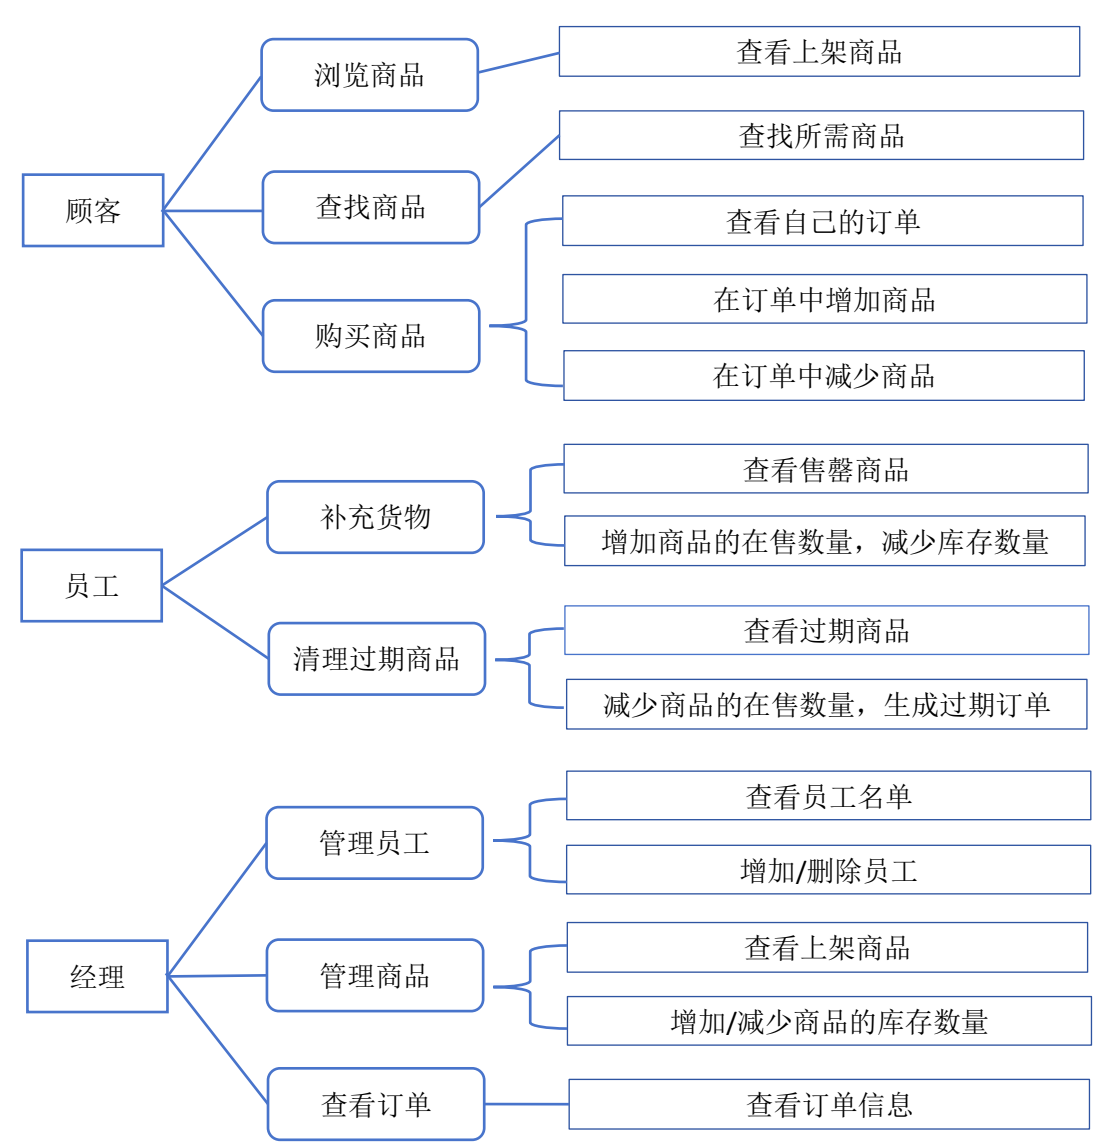 顾客
浏览商品
查看上架商品
查找商品
查找所需商品
购买商品
查看自己的订单
在订单中增加商品
在订单中减少商品
员工
补充货物
查看售罄商品
增加商品的在售数量，减少库存数量
清理过期商品
查看过期商品
减少商品的在售数量，生成过期订单
经理
管理员工
查看员工名单
增加/删除员工
管理商品
查看上架商品
增加/减少商品的库存数量
查看订单
查看订单信息